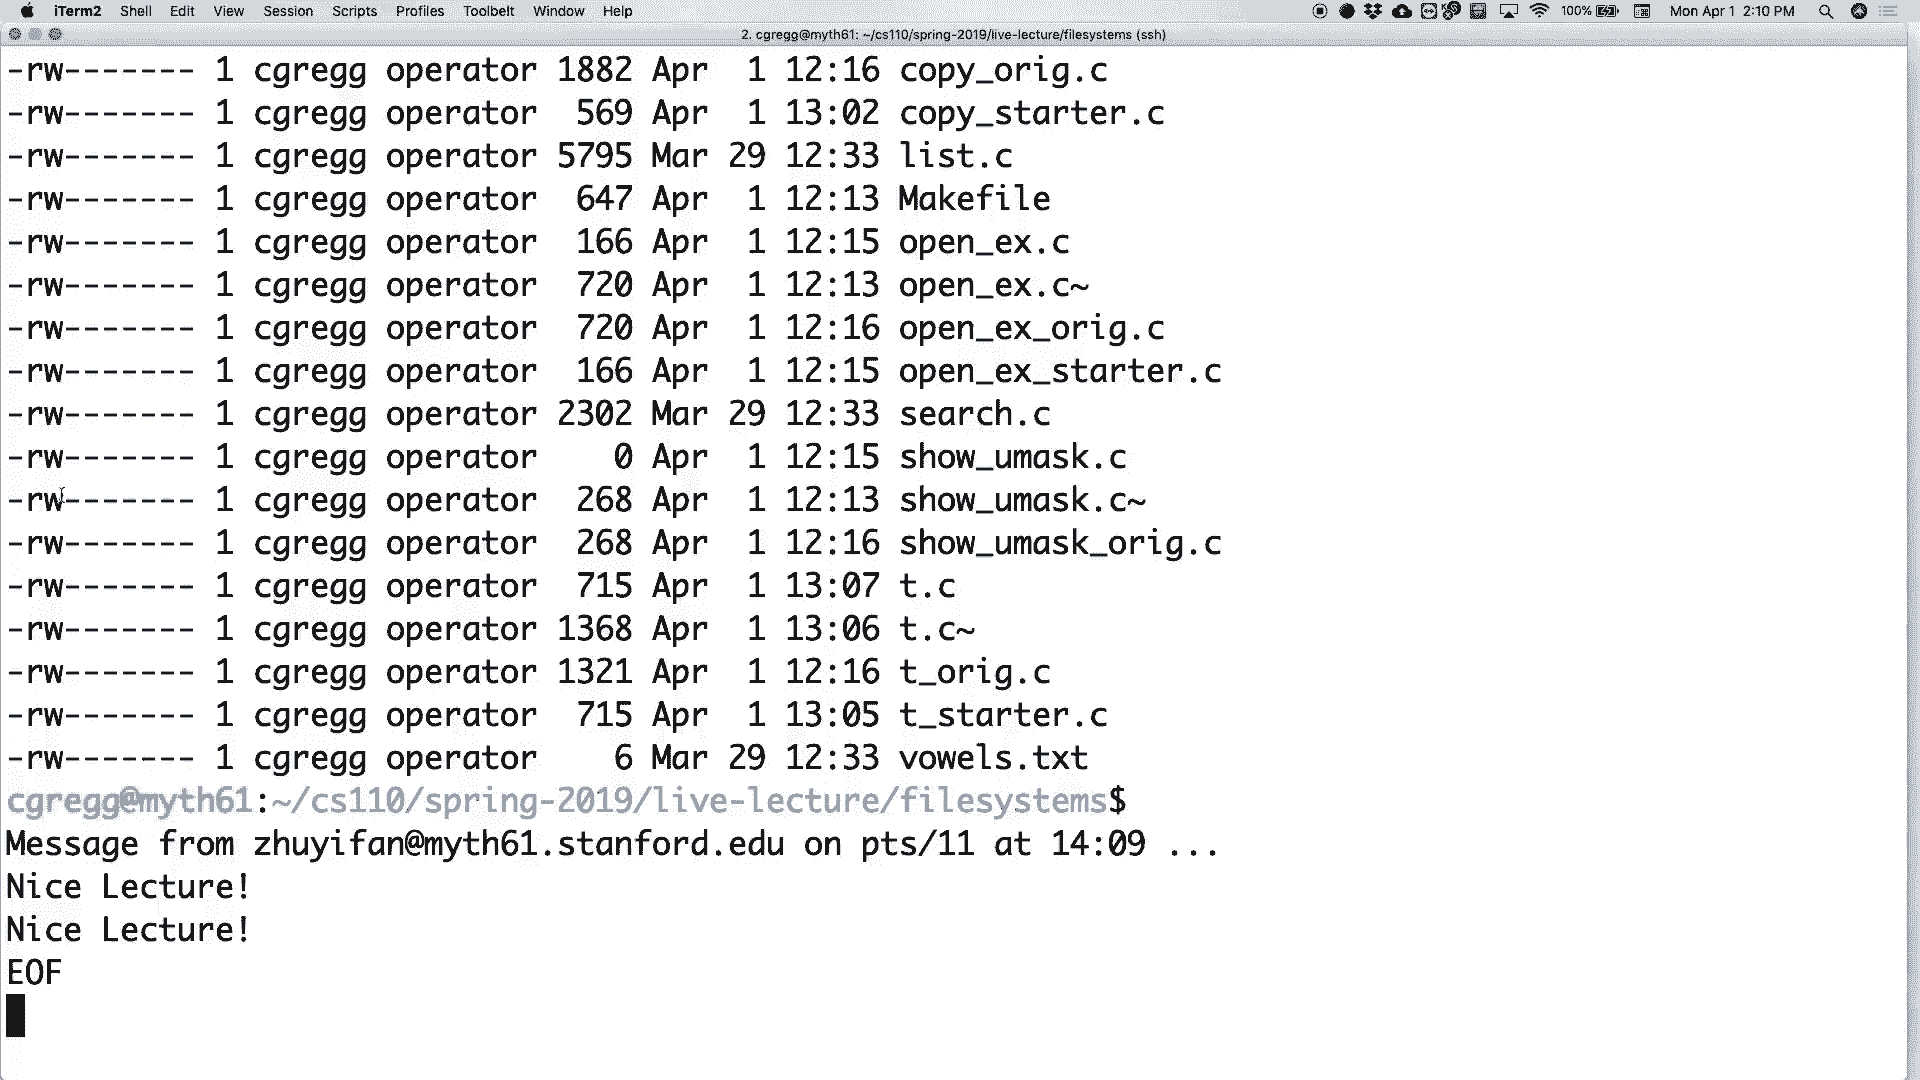 iTerm2 Shell Edit View Session Scripts Profiles Toolbelt Window Help 100% Mon Apr 1 2:10 PM
2. cgregg@myth61: ~/cs110/spring-2019/live-lecture/filesystems (ssh)
-rw------- 1 cgregg operator 1882 Apr  1 12:16 copy_orig.c
-rw------- 1 cgregg operator  569 Apr  1 13:02 copy_starter.c
-rw------- 1 cgregg operator 5795 Mar 29 12:33 list.c
-rw------- 1 cgregg operator  647 Apr  1 12:13 Makefile
-rw------- 1 cgregg operator  166 Apr  1 12:15 open_ex.c
-rw------- 1 cgregg operator  720 Apr  1 12:13 open_ex.c~
-rw------- 1 cgregg operator  720 Apr  1 12:16 open_ex_orig.c
-rw------- 1 cgregg operator  166 Apr  1 12:15 open_ex_starter.c
-rw------- 1 cgregg operator 2302 Mar 29 12:33 search.c
-rw------- 1 cgregg operator    0 Apr  1 12:15 show_umask.c
-rw------- 1 cgregg operator  268 Apr  1 12:13 show_umask.c~
-rw------- 1 cgregg operator  268 Apr  1 12:16 show_umask_orig.c
-rw------- 1 cgregg operator  715 Apr  1 13:07 t.c
-rw------- 1 cgregg operator 1368 Apr  1 13:06 t.c~
-rw------- 1 cgregg operator 1321 Apr  1 12:16 t_orig.c
-rw------- 1 cgregg operator  715 Apr  1 13:05 t_starter.c
-rw------- 1 cgregg operator    6 Mar 29 12:33 vowels.txt
cgregg@myth61:~/cs110/spring-2019/live-lecture/filesystems$
Message from zhuyifan@myth61.stanford.edu on pts/11 at 14:09 ...
Nice Lecture!
Nice Lecture!
EOF